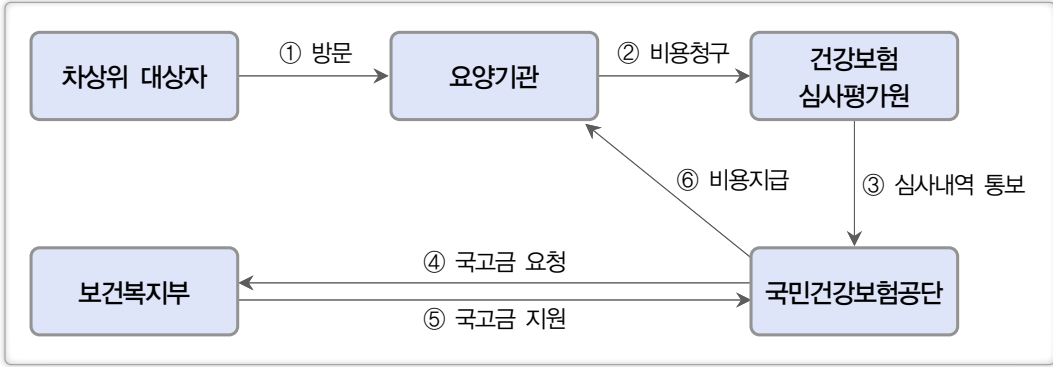 차상위 대상자
① 방문
요양기관
② 비용청구
건강보험
심사평가원
⑥ 비용지급
③ 심사내역 통보
보건복지부
④ 국고금 요청
⑤ 국고금 지원
국민건강보험공단